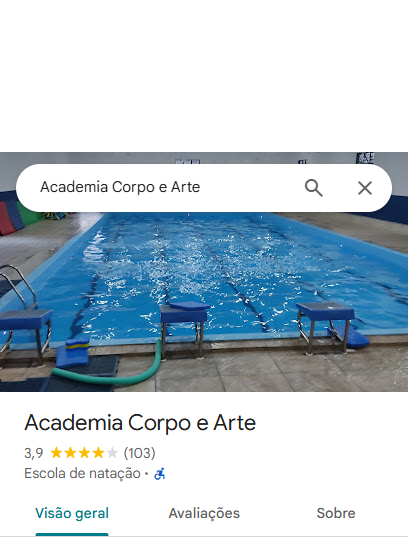 Academia Corpo e Arte
Academia Corpo e Arte
3,9 (103)
Escola de natação ·
Visão geral Avaliações Sobre